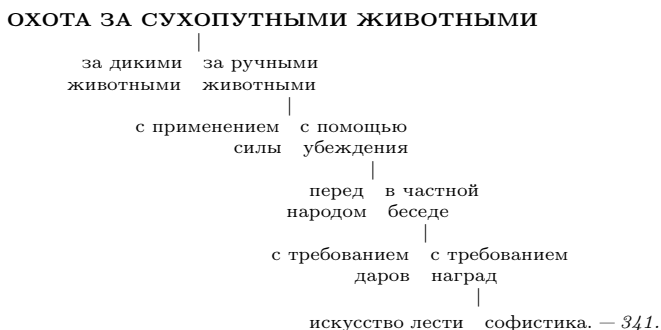 ОХОТА ЗА СУХОПУТНЫМИ ЖИВОТНЫМИ
за дикими за ручными
животными животными
с применением с помощью
силы убеждения
перед в частной
народом беседе
с требованием с требованием
даров наград
искусство лести софистика. — 341.